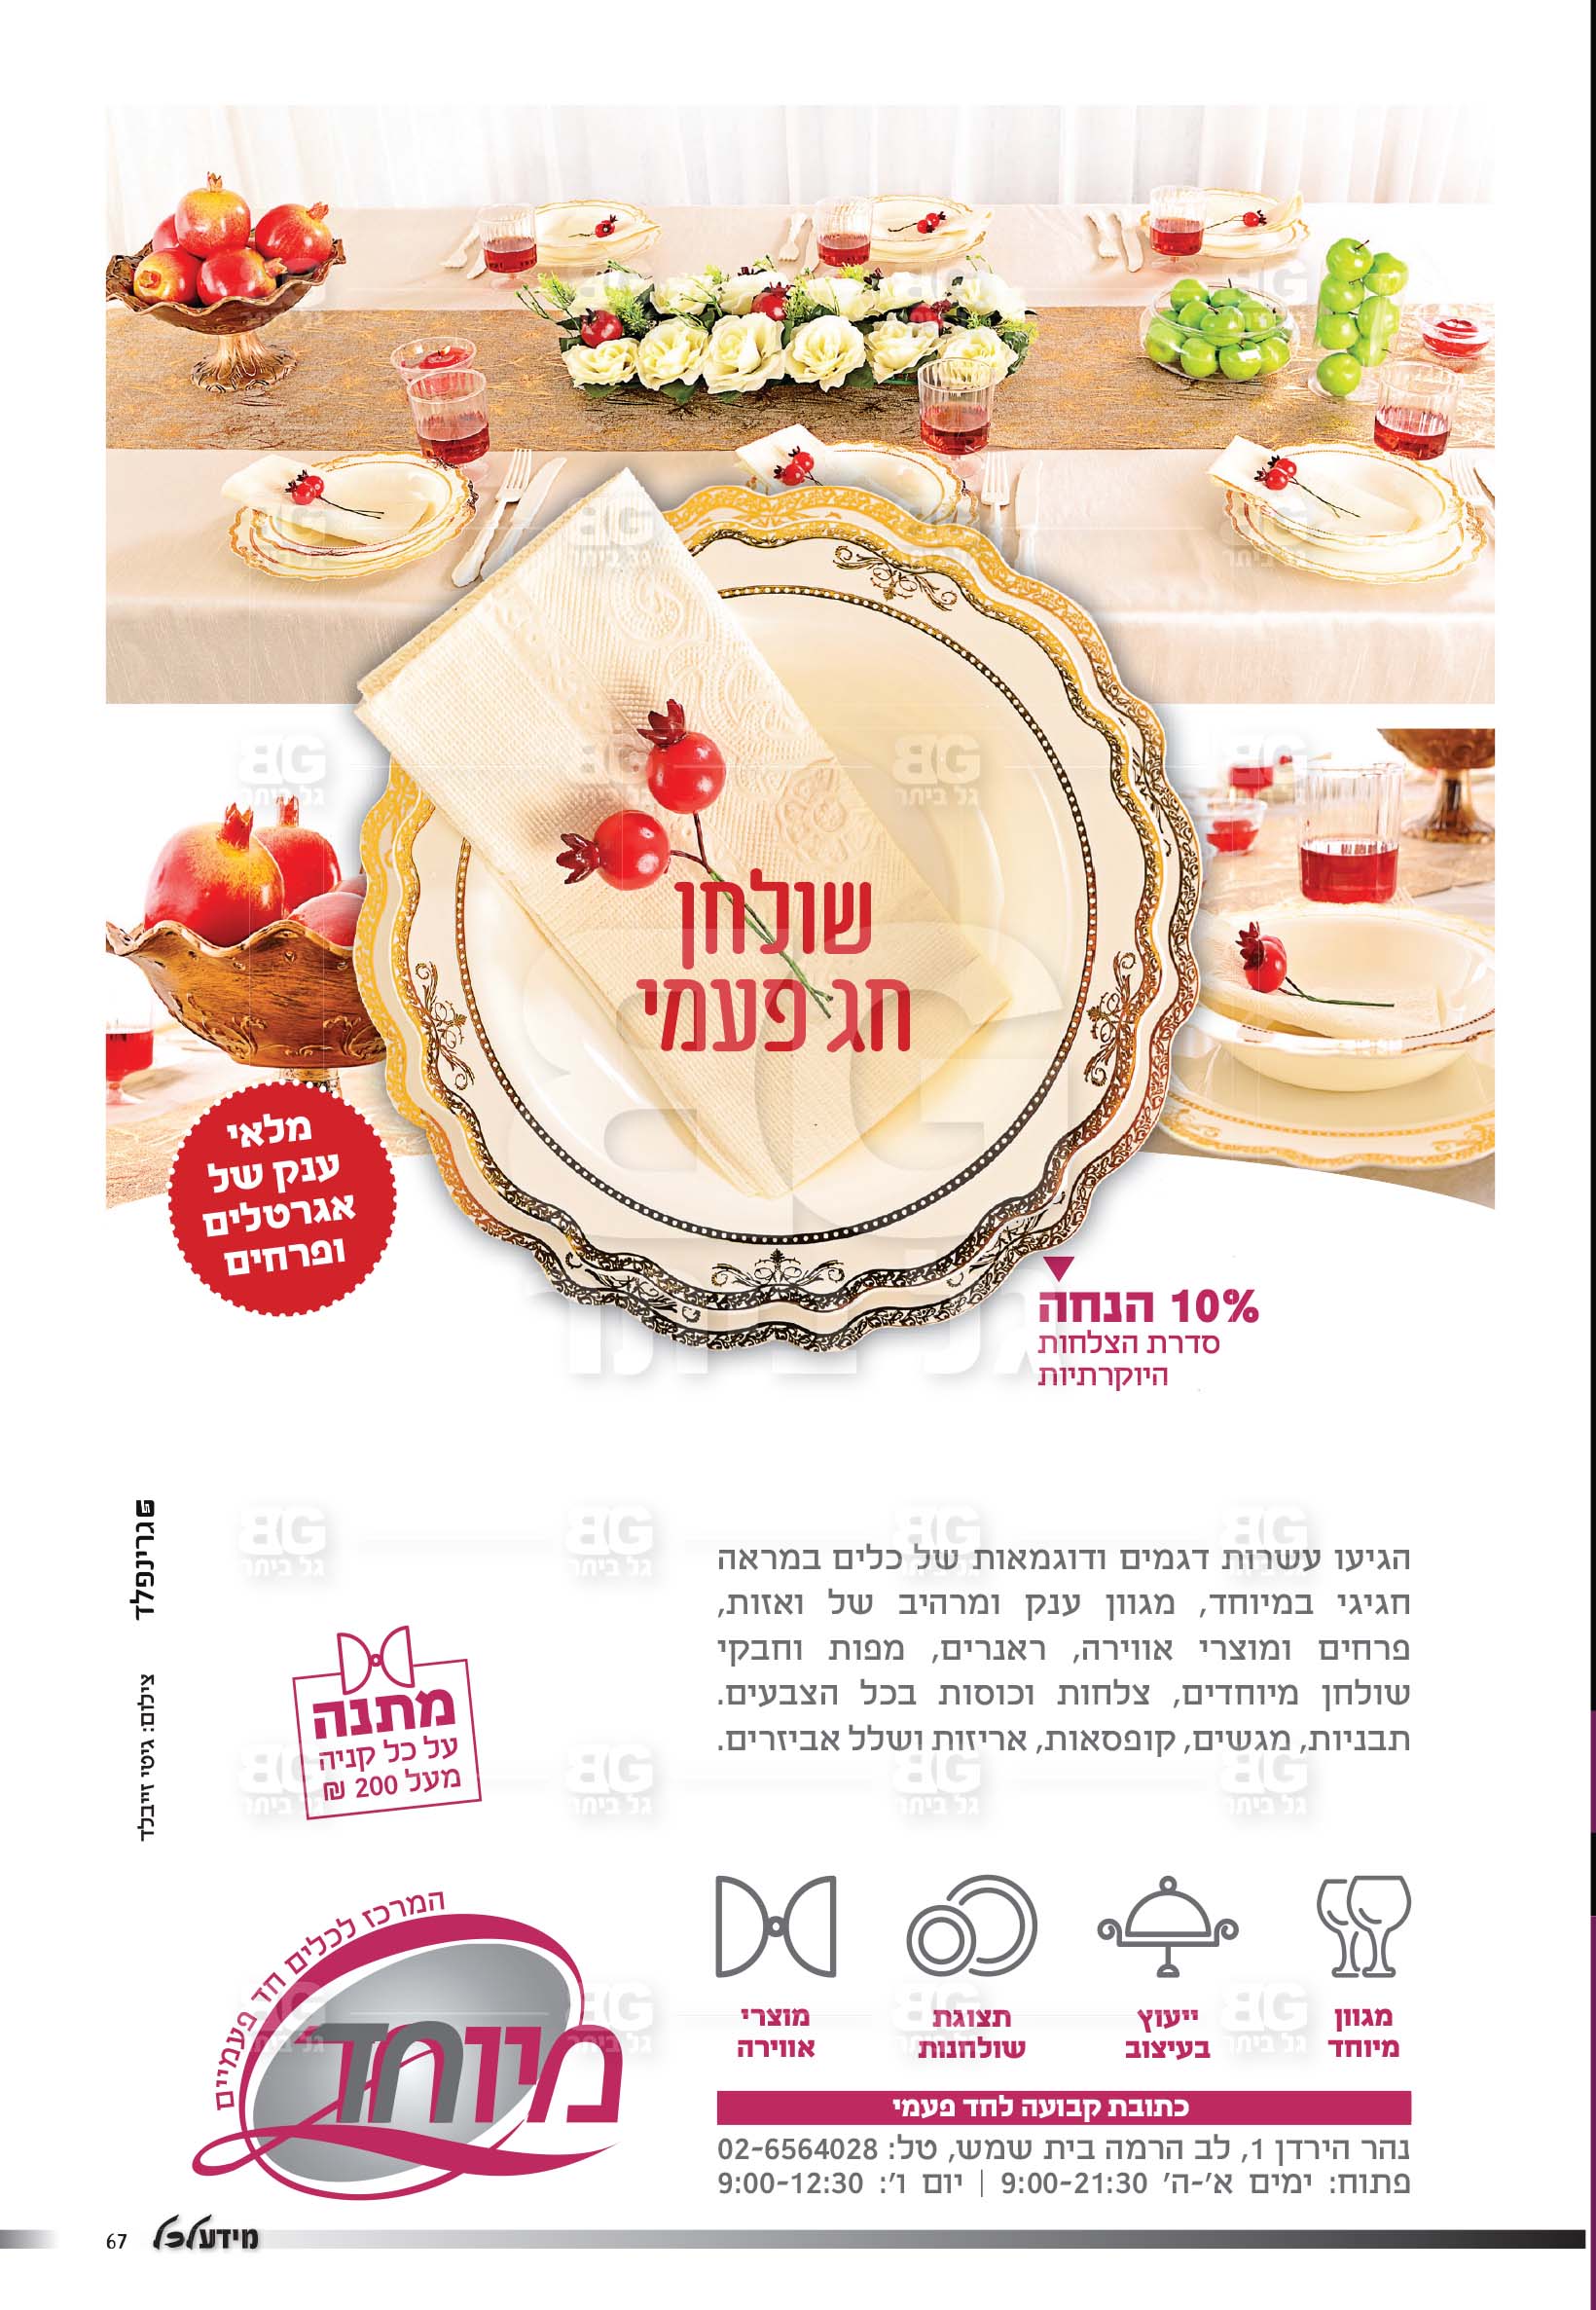 שולחן
חג פעמי
מלאי
ענק של
אגרטלים
ופרחים
10% הנחה
סדרת הצלחות
היוקרתיות
הגיעו עשרות דגמים ודוגמאות של כלים במראה
חגיגי במיוחד, מגוון ענק ומרהיב של ואזות,
פרחים ומוצרי אווירה, ראנרים, מפות וחבקי
שולחן מיוחדים, צלחות וכוסות בכל הצבעים.
תבניות, מגשים, קופסאות, אריזות ושלל אביזרים.
מתנה
על כל קניה
מעל 200 ₪
גרינפלד
צילום: גיטי זייבלד
מגוון
מיוחד
ייעוץ
בעיצוב
תצוגת
שולחנות
מוצרי
אווירה
המרכז לכלים חד פעמיים
מיוחד
כתובת קבועה לחד פעמי
נהר הירדן 1, לב הרמה בית שמש, טל: 02-6564028
פתוח: ימים א'-ה' 9:00-21:30 | יום ו': 9:00-12:30
67 מידע לכל
BG
גל ביתר